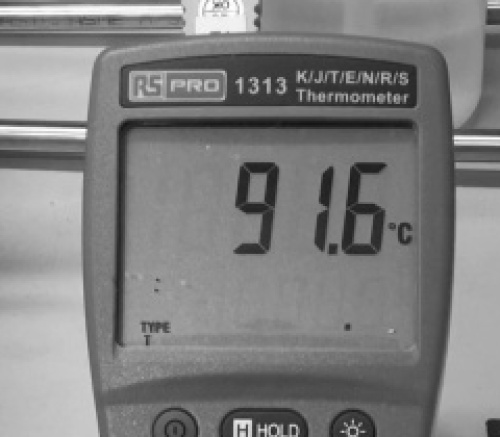 RS PRO 1313 K/J/T/E/N/R/S
Thermometer
91.6 °C
TYPE
T
H HOLD